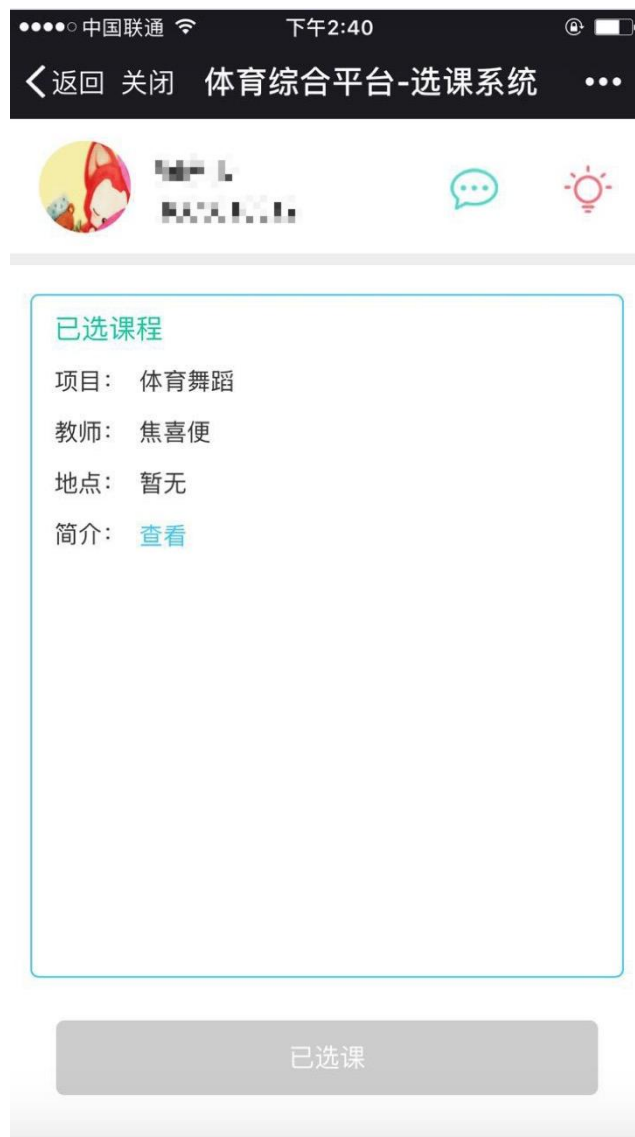 中国联通 下午2:40
返回 关闭 体育综合平台-选课系统
已选课程
项目： 体育舞蹈
教师： 焦喜便
地点： 暂无
简介： 查看
已选课